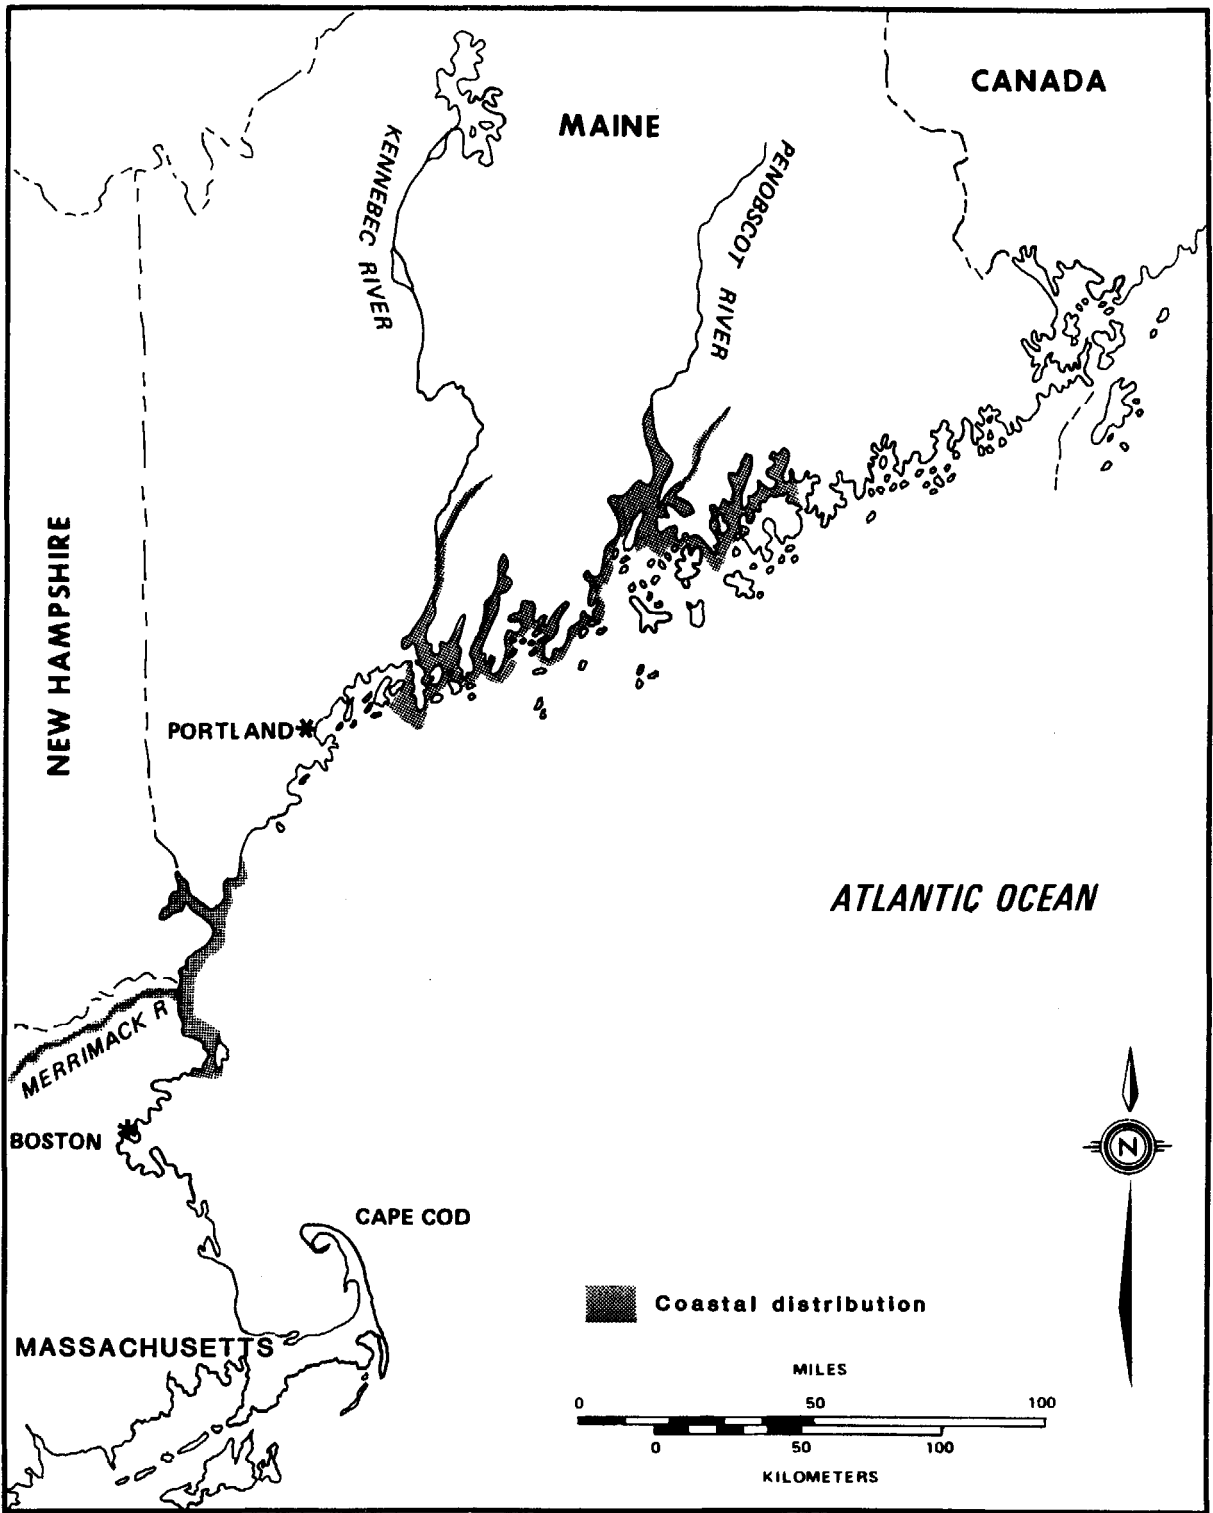 CANADA
MAINE
KENNEBEC RIVER
PENOBSCOT RIVER
NEW HAMPSHIRE
PORTLAND
ATLANTIC OCEAN
MERRIMACK R
BOSTON
CAPE COD
N
Coastal distribution
MASSACHUSETTS
MILES
0 50 100
0 50 100
KILOMETERS